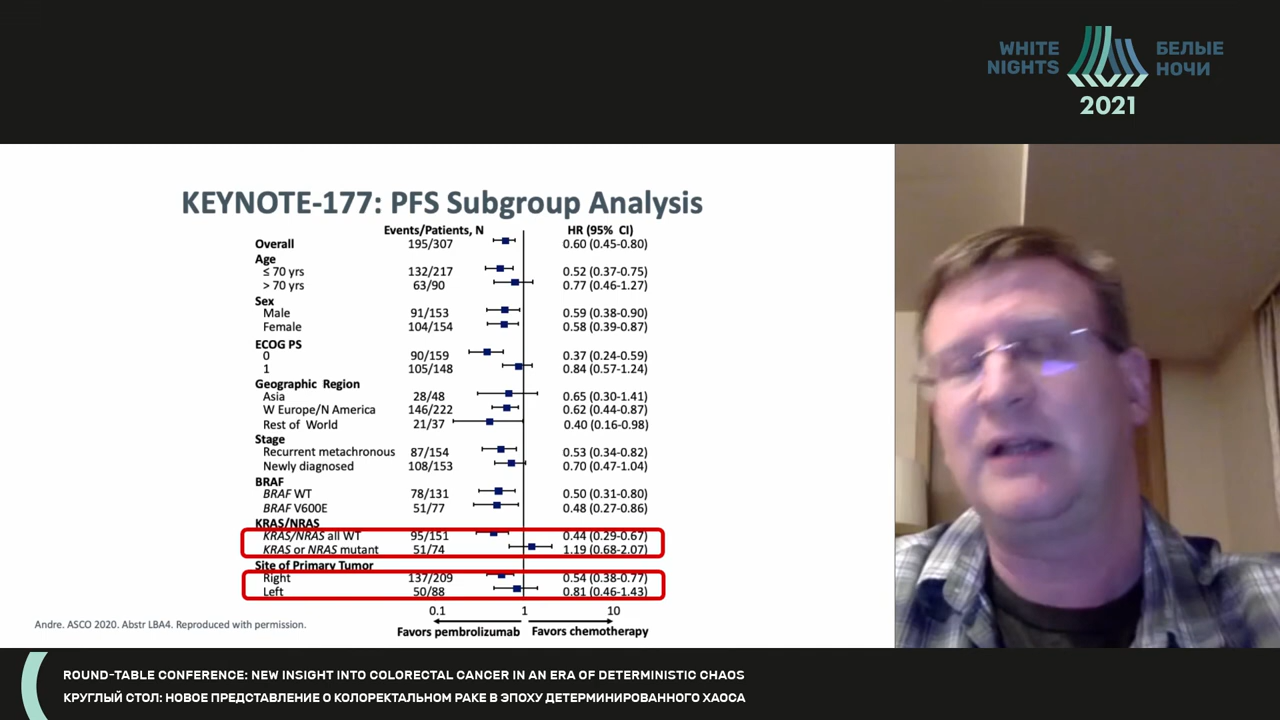 WHITE NIGHTS
БЕЛЫЕ НОЧИ
2021
KEYNOTE-177: PFS Subgroup Analysis
Events/Patients, N HR (95% CI)
Overall 195/307 0.60 (0.45-0.80)
Age
≤ 70 yrs 132/217 0.52 (0.37-0.75)
> 70 yrs 63/90 0.77 (0.46-1.27)
Sex
Male 91/153 0.59 (0.38-0.90)
Female 104/154 0.58 (0.39-0.87)
ECOG PS
0 90/159 0.37 (0.24-0.59)
1 105/148 0.84 (0.57-1.24)
Geographic Region
Asia 28/48 0.65 (0.30-1.41)
W Europe/N America 146/222 0.62 (0.44-0.87)
Rest of World 21/37 0.40 (0.16-0.98)
Stage
Recurrent metachronous 87/154 0.53 (0.34-0.82)
Newly diagnosed 108/153 0.70 (0.47-1.04)
BRAF
BRAF WT 78/131 0.50 (0.31-0.80)
BRAF V600E 51/77 0.48 (0.27-0.86)
KRAS/NRAS
KRAS/NRAS all WT 95/151 0.44 (0.29-0.67)
KRAS or NRAS mutant 51/74 1.19 (0.68-2.07)
Site of Primary Tumor
Right 137/209 0.54 (0.38-0.77)
Left 50/88 0.81 (0.46-1.43)
0.1 1 10
Favors pembrolizumab Favors chemotherapy
Andre. ASCO 2020. Abstr LBA4. Reproduced with permission.
ROUND-TABLE CONFERENCE: NEW INSIGHT INTO COLORECTAL CANCER IN AN ERA OF DETERMINISTIC CHAOS
КРУГЛЫЙ СТОЛ: НОВОЕ ПРЕДСТАВЛЕНИЕ О КОЛОРЕКТАЛЬНОМ РАКЕ В ЭПОХУ ДЕТЕРМИНИРОВАННОГО ХАОСА